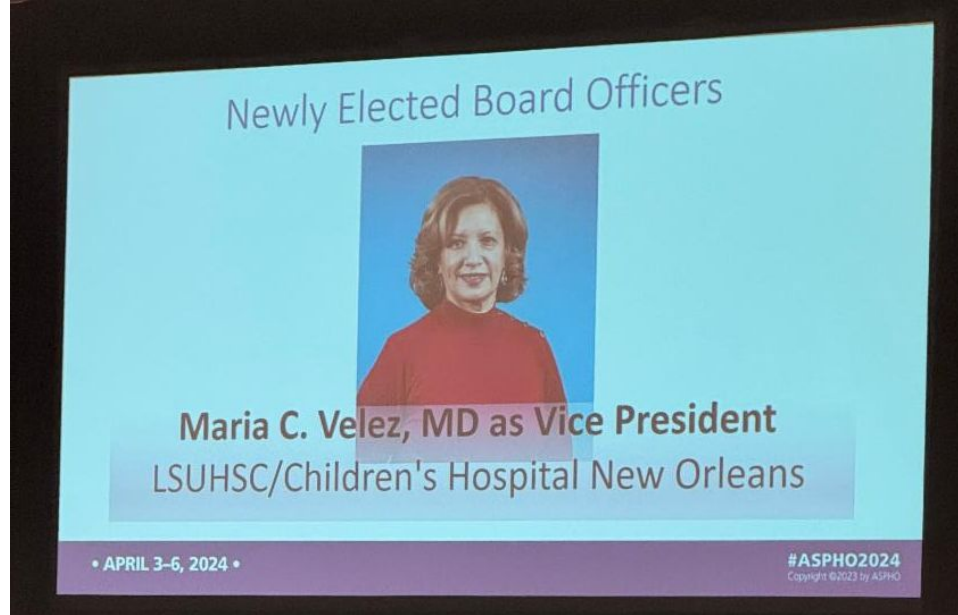 Newly Elected Board Officers
Maria C. Velez, MD as Vice President
LSUHSC/Children's Hospital New Orleans
• APRIL 3–6, 2024 •
#ASPHO2024
Copyright ©2023 by ASPHO